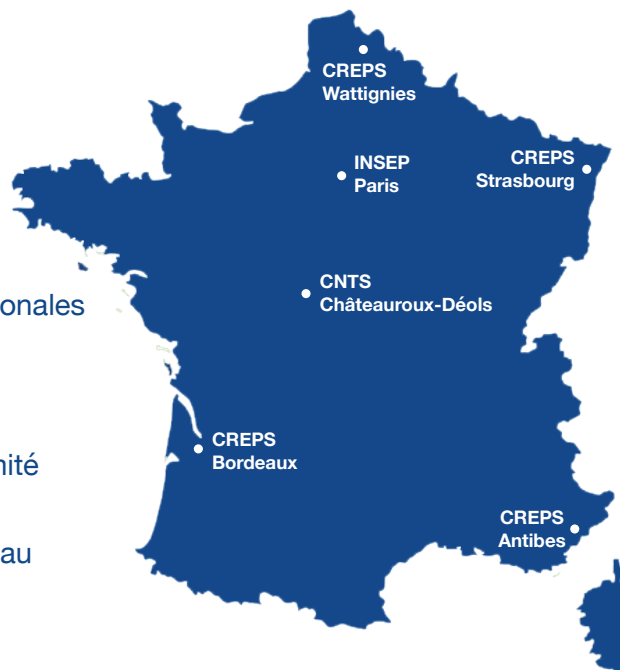 CREPS
Wattignies
INSEP
Paris
CREPS
Strasbourg
CNTS
Châteauroux-Déols
onales
CREPS
Bordeaux
nité
CREPS
Antibes
au